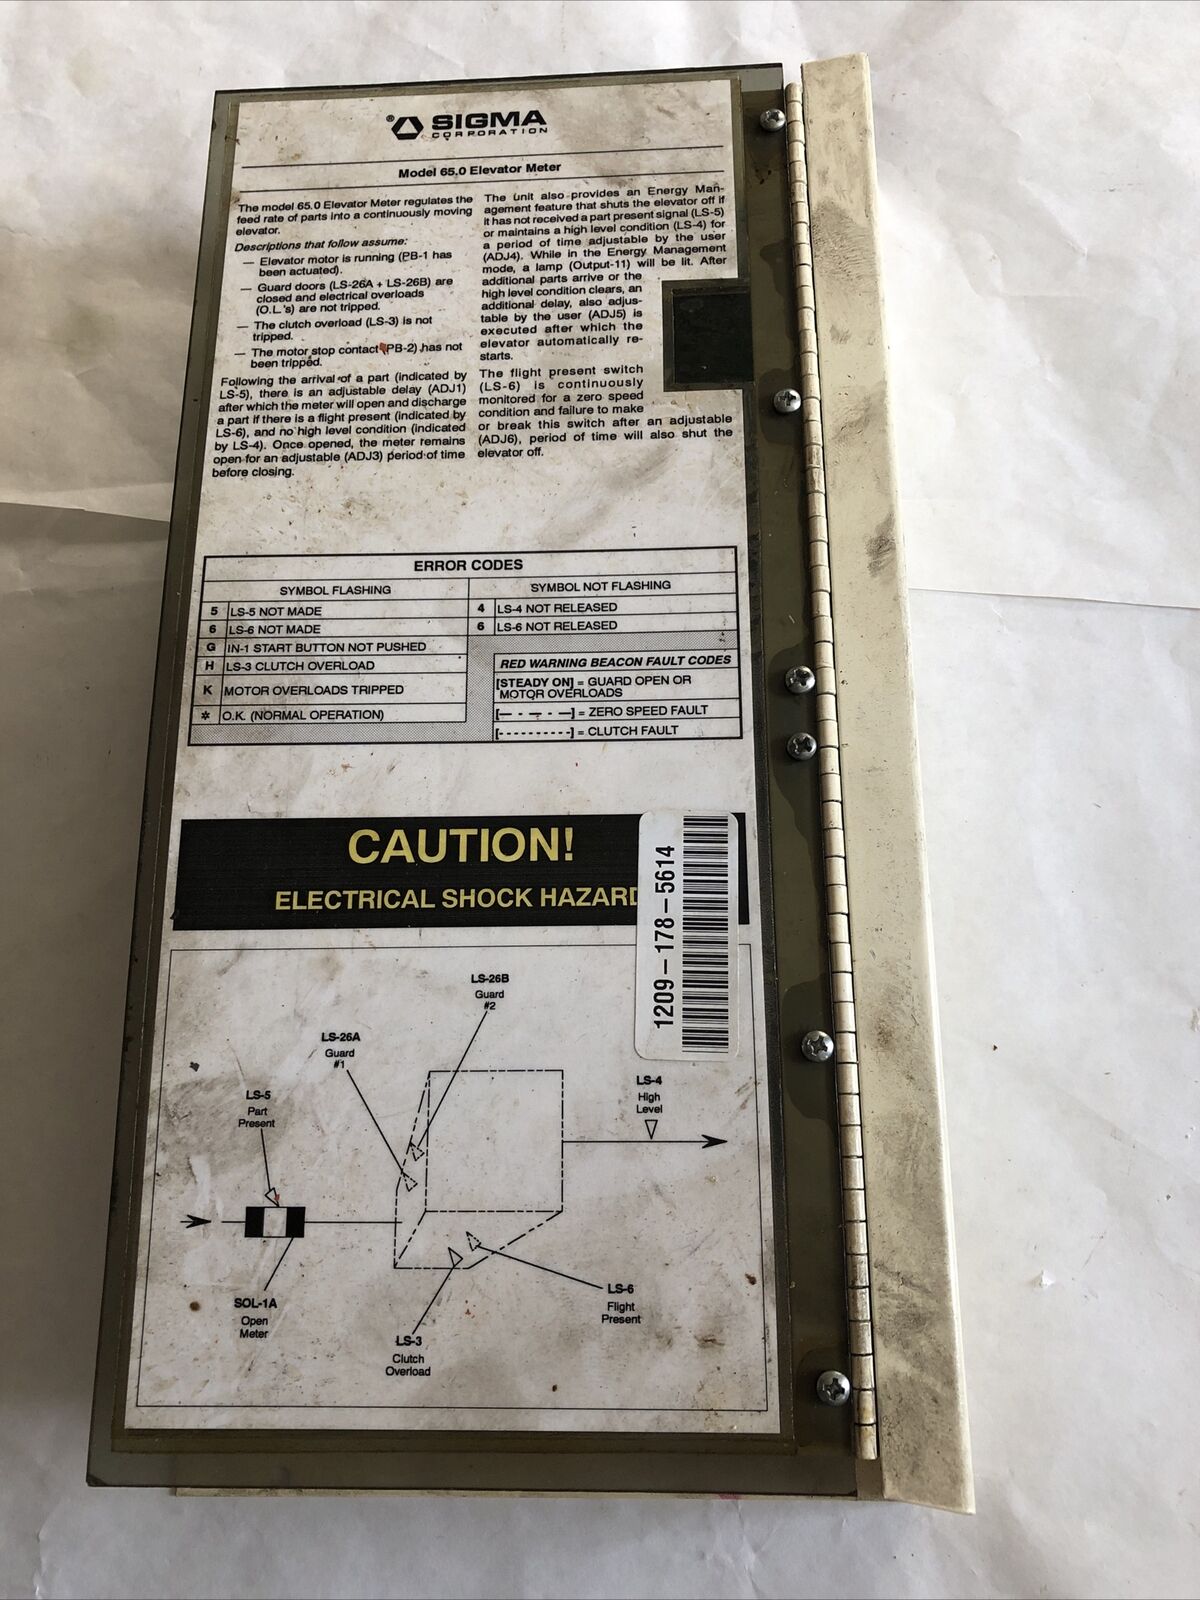 ® SIGMA
CORPORATION
Model 65.0 Elevator Meter
The model 65.0 Elevator Meter regulates the
feed rate of parts into a continuously moving
elevator.
Descriptions that follow assume:
— Elevator motor is running (PB-1 has
been actuated).
— Guard doors (LS-26A + LS-26B) are
closed and electrical overloads
(O.L.'s) are not tripped.
— The clutch overload (LS-3) is not
tripped.
— The motor stop contact (PB-2) has not
been tripped.
Following the arrival of a part (indicated by
LS-5), there is an adjustable delay (ADJ1)
after which the meter will open and discharge
a part if there is a flight present (indicated by
LS-6), and no high level condition (indicated
by LS-4). Once opened, the meter remains
open for an adjustable (ADJ3) period of time
before closing.
The unit also provides an Energy Man-
agement feature that shuts the elevator off if
it has not received a part present signal (LS-5)
or maintains a high level condition (LS-4) for
a period of time adjustable by the user
(ADJ4). While in the Energy Management
mode, a lamp (Output-11) will be lit. After
additional parts arrive or the
high level condition clears, an
additional delay, also adjus-
table by the user (ADJ5) is
executed after which the
elevator automatically re-
starts.
The flight present switch
(LS-6) is continuously
monitored for a zero speed
condition and failure to make
or break this switch after an adjustable
(ADJ6), period of time will also shut the
elevator off.
ERROR CODES
SYMBOL FLASHING
5 LS-5 NOT MADE
6 LS-6 NOT MADE
G IN-1 START BUTTON NOT PUSHED
H LS-3 CLUTCH OVERLOAD
K MOTOR OVERLOADS TRIPPED
* O.K. (NORMAL OPERATION)
SYMBOL NOT FLASHING
4 LS-4 NOT RELEASED
6 LS-6 NOT RELEASED
RED WARNING BEACON FAULT CODES
[STEADY ON] = GUARD OPEN OR
MOTOR OVERLOADS
[— - — - —] = ZERO SPEED FAULT
[----------] = CLUTCH FAULT
CAUTION!
ELECTRICAL SHOCK HAZARD
1209-178-5614
LS-26B
Guard
#2
LS-26A
Guard
#1
LS-5
Part
Present
LS-4
High
Level
SOL-1A
Open
Meter
LS-6
Flight
Present
LS-3
Clutch
Overload